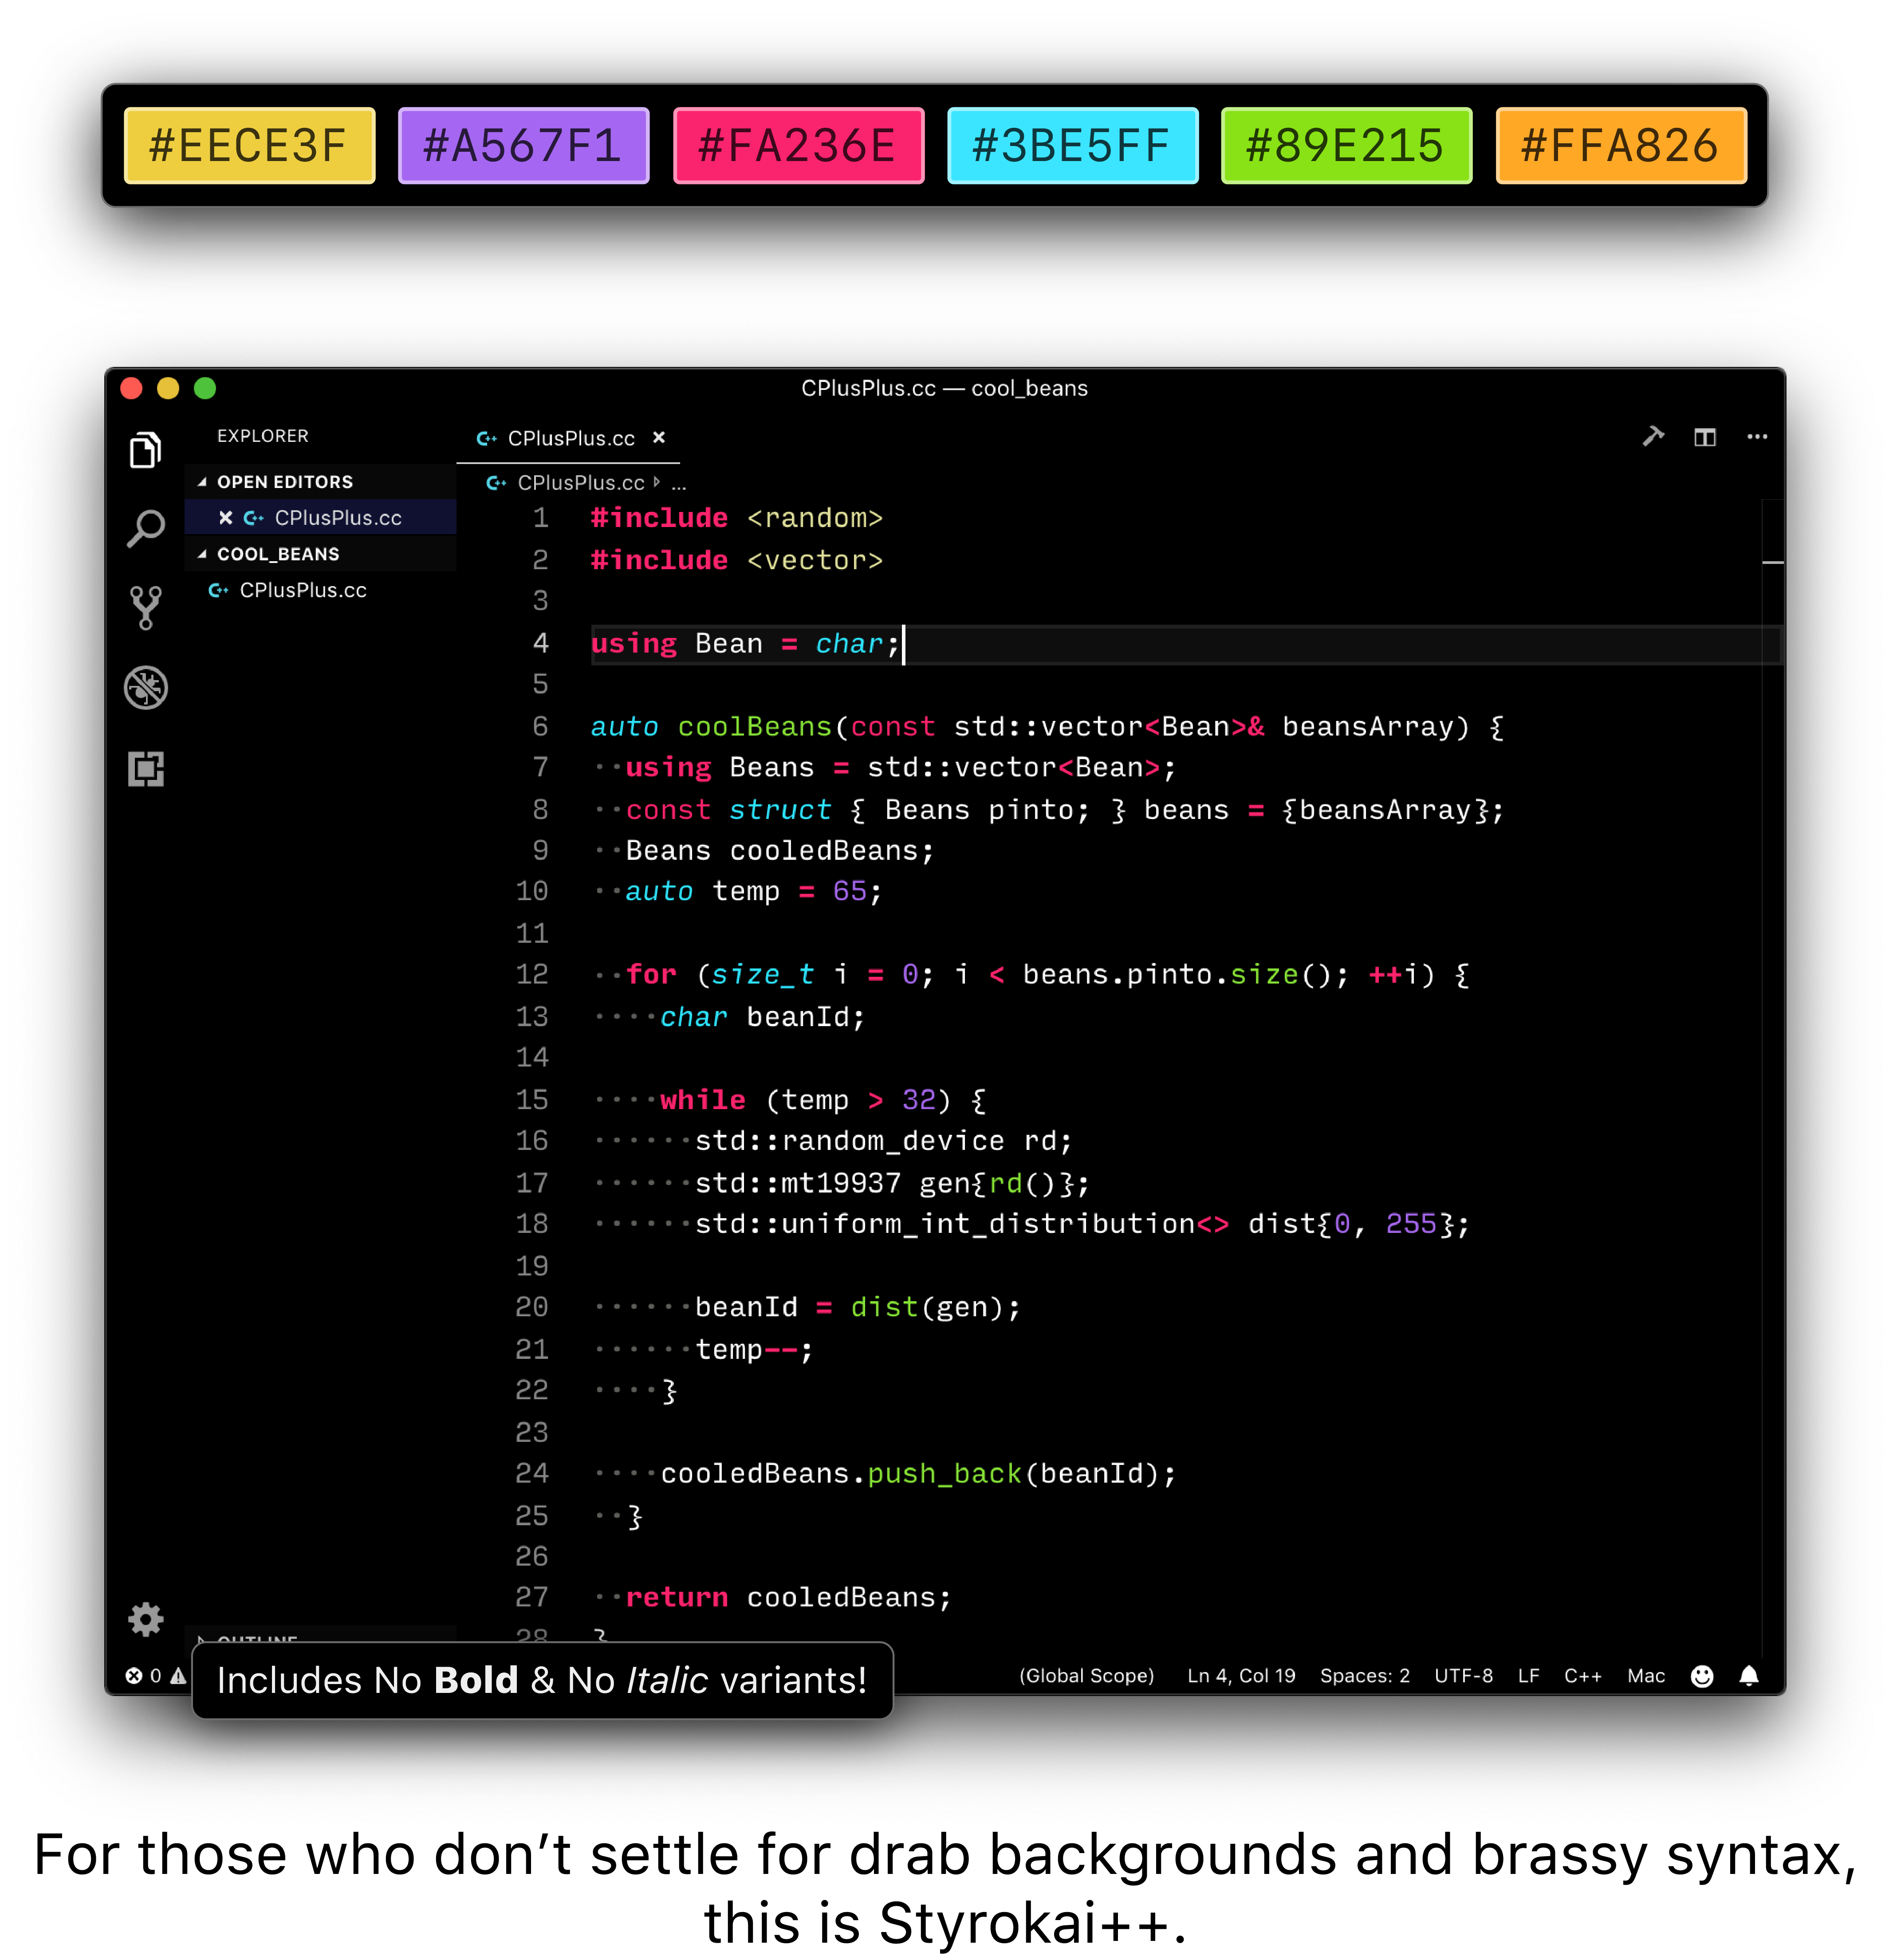 #EECE3F #A567F1 #FA236E #3BE5FF #89E215 #FFA826
CPlusPlus.cc — cool_beans
EXPLORER
OPEN EDITORS
CPlusPlus.cc
COOL_BEANS
CPlusPlus.cc
CPlusPlus.cc
CPlusPlus.cc ...
1 #include <random>
2 #include <vector>
3
4 using Bean = char;
5
6 auto coolBeans(const std::vector<Bean>& beansArray) {
7 ··using Beans = std::vector<Bean>;
8 ··const struct { Beans pinto; } beans = {beansArray};
9 ··Beans cooledBeans;
10 ··auto temp = 65;
11
12 ··for (size_t i = 0; i < beans.pinto.size(); ++i) {
13 ····char beanId;
14
15 ····while (temp > 32) {
16 ······std::random_device rd;
17 ······std::mt19937 gen{rd()};
18 ······std::uniform_int_distribution<> dist{0, 255};
19
20 ······beanId = dist(gen);
21 ······temp--;
22 ····}
23
24 ····cooledBeans.push_back(beanId);
25 ··}
26
27 ··return cooledBeans;
28 }
OUTLINE
0
Includes No Bold & No Italic variants!
(Global Scope) Ln 4, Col 19 Spaces: 2 UTF-8 LF C++ Mac
For those who don’t settle for drab backgrounds and brassy syntax,
this is Styrokai++.